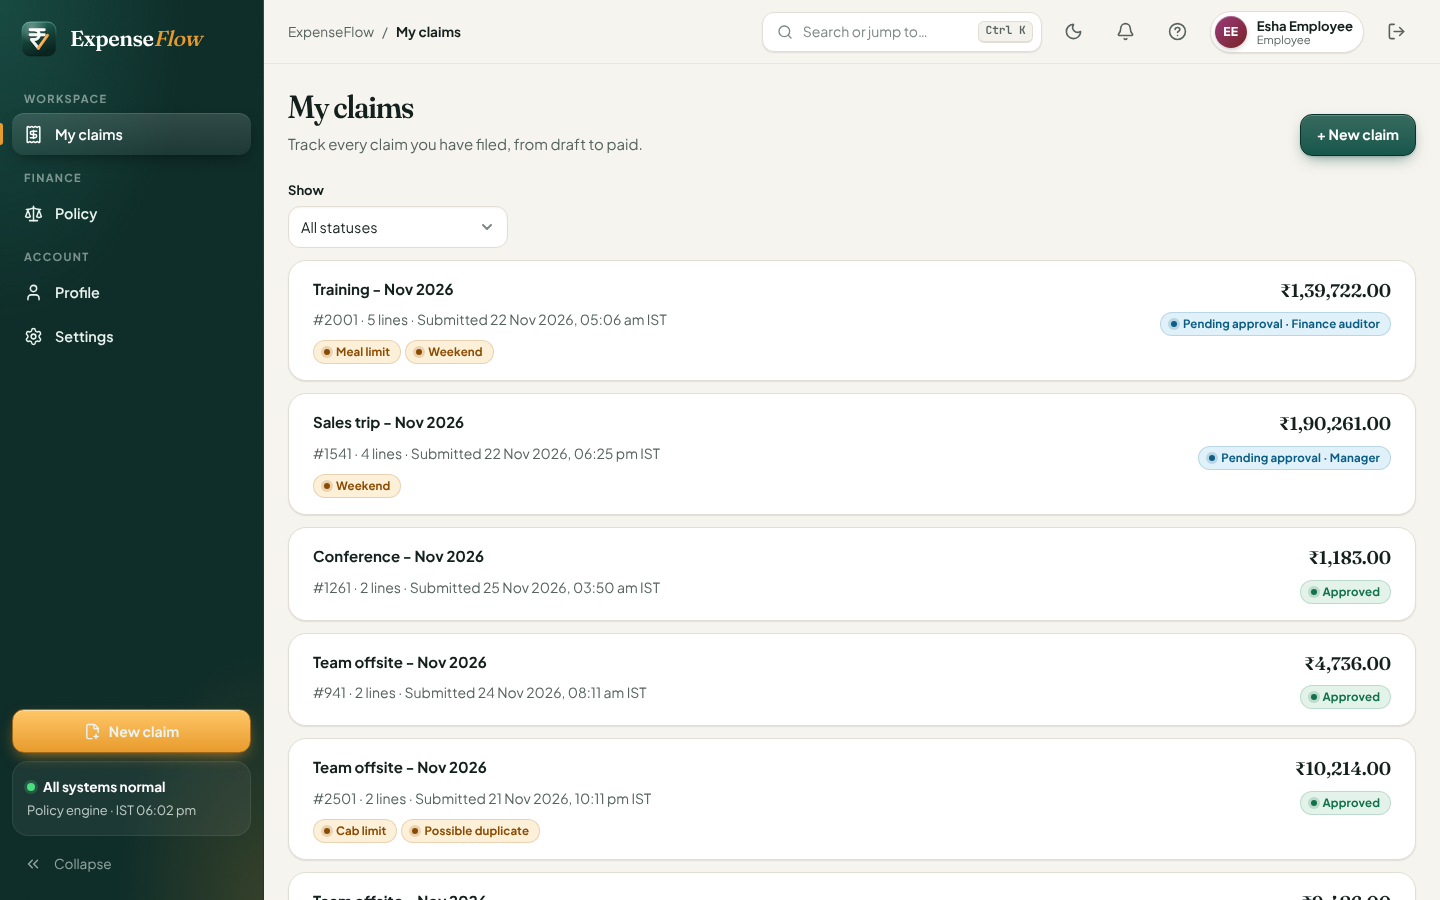 ExpenseFlow
WORKSPACE
My claims
FINANCE
Policy
ACCOUNT
Profile
Settings
New claim
All systems normal
Policy engine · IST 06:02 pm
Collapse
ExpenseFlow / My claims
Search or jump to…
Ctrl K
EE
Esha Employee
Employee
My claims
Track every claim you have filed, from draft to paid.
+ New claim
Show
All statuses
Training – Nov 2026
₹1,39,722.00
#2001 · 5 lines · Submitted 22 Nov 2026, 05:06 am IST
Pending approval · Finance auditor
Meal limit
Weekend
Sales trip – Nov 2026
₹1,90,261.00
#1541 · 4 lines · Submitted 22 Nov 2026, 06:25 pm IST
Pending approval · Manager
Weekend
Conference – Nov 2026
₹1,183.00
#1261 · 2 lines · Submitted 25 Nov 2026, 03:50 am IST
Approved
Team offsite – Nov 2026
₹4,736.00
#941 · 2 lines · Submitted 24 Nov 2026, 08:11 am IST
Approved
Team offsite – Nov 2026
₹10,214.00
#2501 · 2 lines · Submitted 21 Nov 2026, 10:11 pm IST
Approved
Cab limit
Possible duplicate
Team offsite – Nov 2026